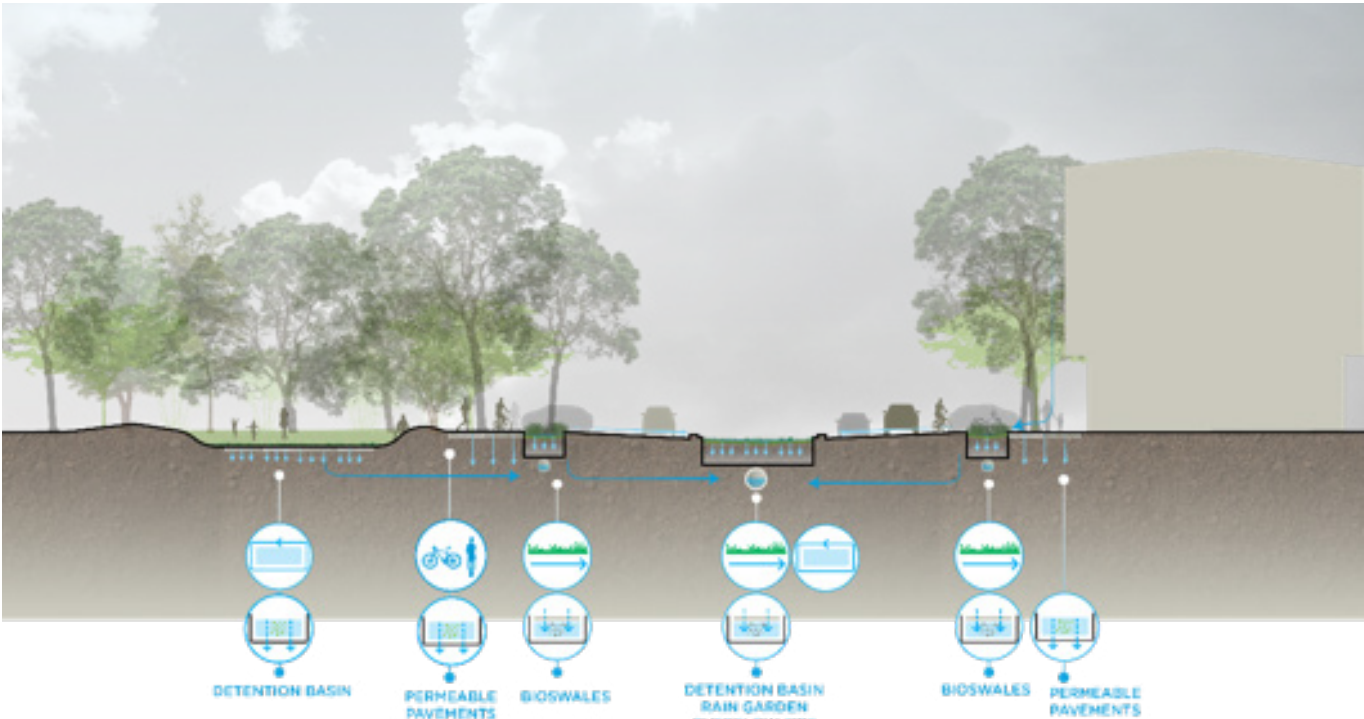 DETENTION BASIN
PERMEABLE
PAVEMENTS
BIOSWALES
DETENTION BASIN
RAIN GARDEN
BIOSWALES
PERMEABLE
PAVEMENTS